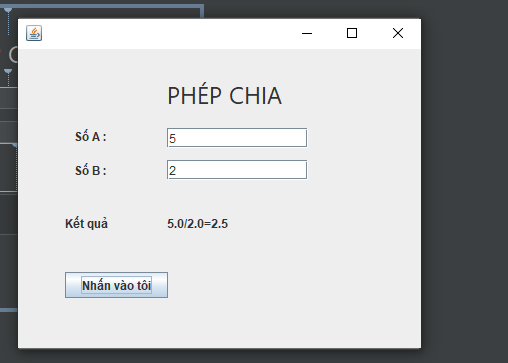 PHÉP CHIA
Số A : 5
Số B : 2
Kết quả 5.0/2.0=2.5
Nhấn vào tôi